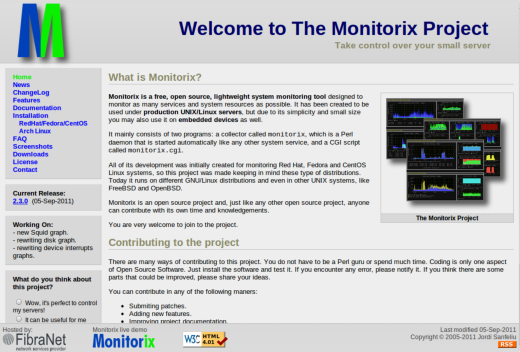 Welcome to The Monitorix Project
Take control over your small server
Home
News
ChangeLog
Features
Documentation
Installation
RedHat/Fedora/CentOS
Arch Linux
FAQ
Screenshots
Downloads
License
Contact
Current Release:
2.3.0 (05-Sep-2011)
Working On:
- new Squid graph.
- rewriting disk graph.
- rewriting device interrupts
graphs.
What do you think about
this project?
Wow, it's perfect to control
my servers!
It can be useful for me
What is Monitorix?
Monitorix is a free, open source, lightweight system monitoring tool designed to
monitor as many services and system resources as possible. It has been created to be
used under production UNIX/Linux servers, but due to its simplicity and small size
you may also use it on embedded devices as well.
It mainly consists of two programs: a collector called monitorix, which is a Perl
daemon that is started automatically like any other system service, and a CGI script
called monitorix.cgi.
All of its development was initially created for monitoring Red Hat, Fedora and CentOS
Linux systems, so this project was made keeping in mind these type of distributions.
Today it runs on different GNU/Linux distributions and even in other UNIX systems, like
FreeBSD and OpenBSD.
Monitorix is an open source project and, just like any other open source project, anyone
can contribute with its own time and knowledgements.
You are very welcome to join the project.
The Monitorix Project
Contributing to the project
There are many ways of contributing to this project. You do not have to be a Perl guru or spend much time. Coding is only one aspect
of Open Source Software. Just install the software and test it. If you encounter any error, please notify it. If you think there are some
parts that could be improved, please share your ideas.
You can contribute in any of following maners:
Submiting patches.
Adding new features.
Improving project documentation.
Hosted by:
FibraNet
network services provider
Monitorix live demo
Monitorix
W3C HTML
4.01
Last modified 05-Sep-2011
Copyright © 2005-2011 Jordi Sanfeliu
RSS